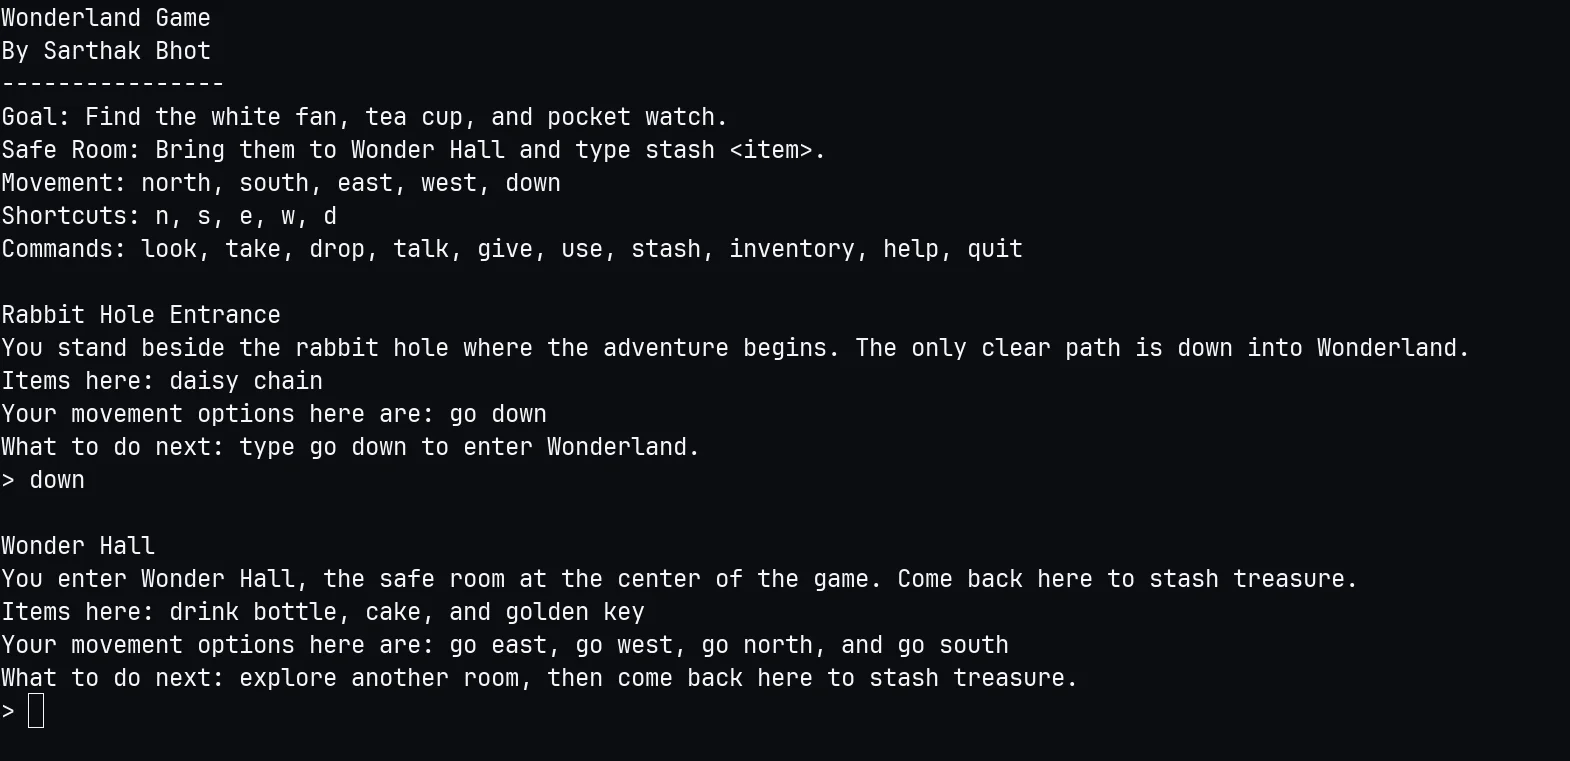 Wonderland Game
By Sarthak Bhot
----------------
Goal: Find the white fan, tea cup, and pocket watch.
Safe Room: Bring them to Wonder Hall and type stash <item>.
Movement: north, south, east, west, down
Shortcuts: n, s, e, w, d
Commands: look, take, drop, talk, give, use, stash, inventory, help, quit
Rabbit Hole Entrance
You stand beside the rabbit hole where the adventure begins. The only clear path is down into Wonderland.
Items here: daisy chain
Your movement options here are: go down
What to do next: type go down to enter Wonderland.
> down
Wonder Hall
You enter Wonder Hall, the safe room at the center of the game. Come back here to stash treasure.
Items here: drink bottle, cake, and golden key
Your movement options here are: go east, go west, go north, and go south
What to do next: explore another room, then come back here to stash treasure.
>